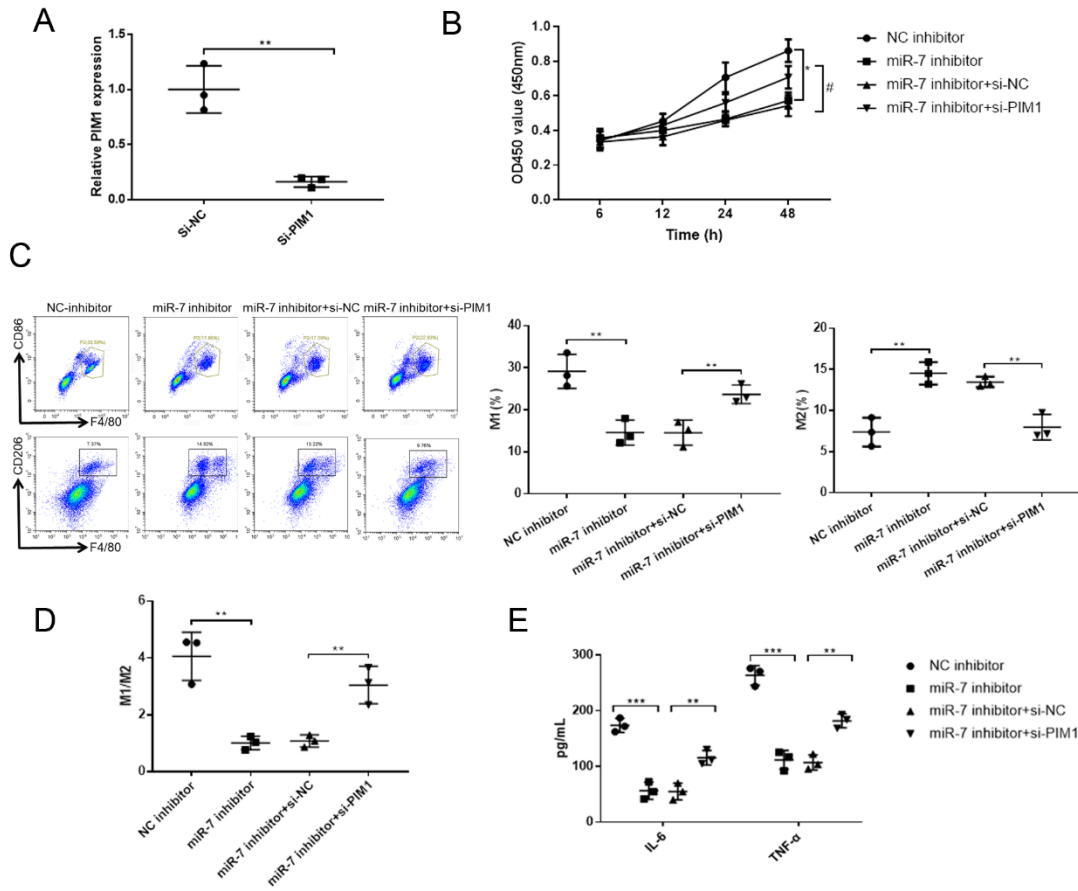 A
Relative PIM1 expression
1.5
1.0
0.5
0.0
**
Si-NC
Si-PIM1
B
OD450 value (450nm)
1.0
0.8
0.6
0.4
0.2
0.0
6
12
24
48
Time (h)
*
#
NC inhibitor
miR-7 inhibitor
miR-7 inhibitor+si-NC
miR-7 inhibitor+si-PIM1
C
NC-inhibitor
miR-7 inhibitor
miR-7 inhibitor+si-NC
miR-7 inhibitor+si-PIM1
CD86
F4/80
CD206
F4/80
7.37%
M1(%)
40
30
20
10
0
**
**
NC inhibitor
miR-7 inhibitor
miR-7 inhibitor+si-NC
miR-7 inhibitor+si-PIM1
M2(%)
20
15
10
5
0
**
**
NC inhibitor
miR-7 inhibitor
miR-7 inhibitor+si-NC
miR-7 inhibitor+si-PIM1
D
M1/M2
6
4
2
0
**
**
NC inhibitor
miR-7 inhibitor
miR-7 inhibitor+si-NC
miR-7 inhibitor+si-PIM1
E
pg/mL
300
200
100
0
***
**
***
**
IL-6
TNF-α
NC inhibitor
miR-7 inhibitor
miR-7 inhibitor+si-NC
miR-7 inhibitor+si-PIM1